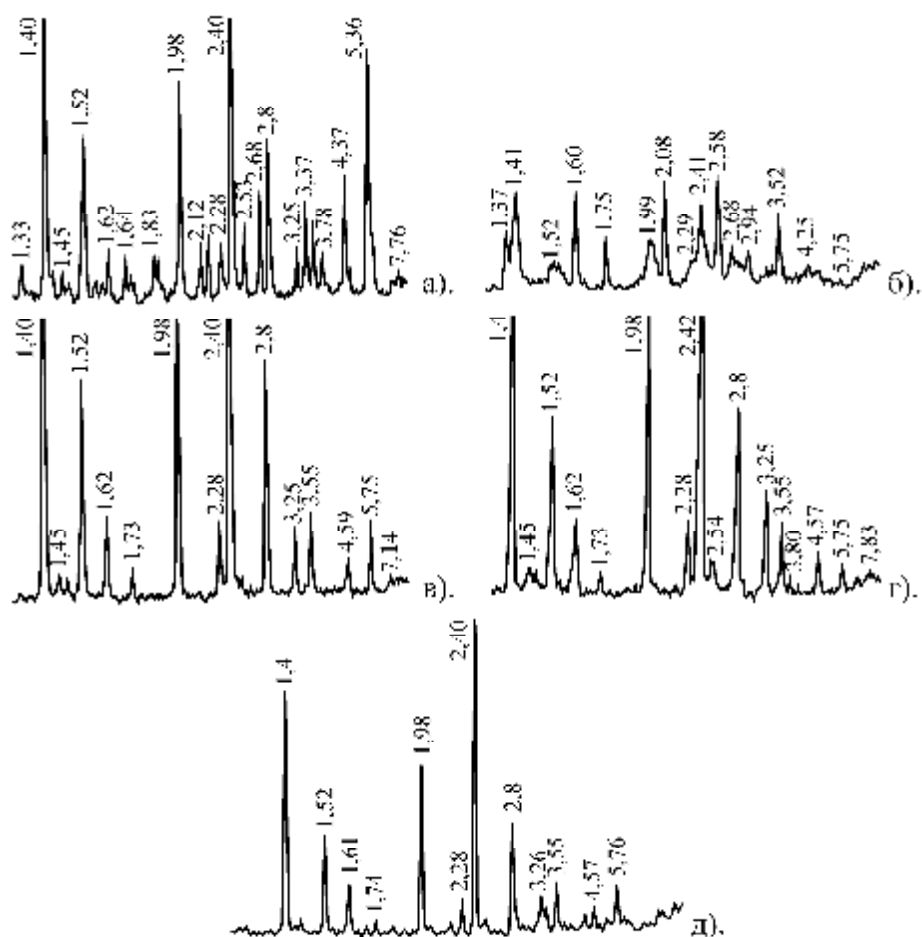 1,33 1,40 1,45 1,52 1,62 1,64 1,83 1,98 2,12 2,28 2,40 2,53 2,68 2,8 3,25 3,37 3,78 4,37 5,36 7,76 а).
1,37 1,41 1,52 1,60 1,75 1,99 2,08 2,29 2,41 2,58 2,68 2,94 3,52 4,25 5,75 б).
1,40 1,45 1,52 1,62 1,73 1,98 2,28 2,40 2,8 3,25 3,55 4,59 5,75 7,14 в).
1,4 1,45 1,52 1,62 1,73 1,98 2,28 2,42 2,54 2,8 3,25 3,55 3,80 4,57 5,75 7,83 г).
1,4 1,52 1,61 1,74 1,98 2,28 2,40 2,8 3,26 3,55 4,57 5,76 д).